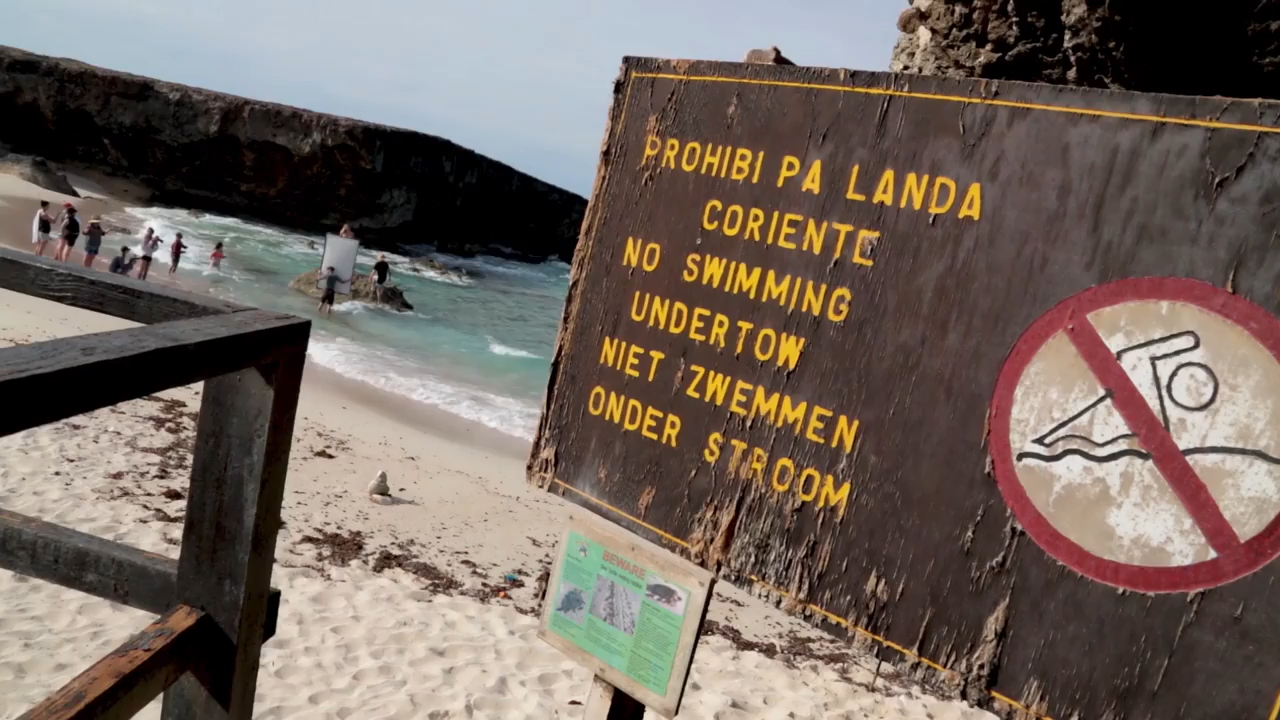 PROHIBI PA LANDA
CORIENTE
NO SWIMMING
UNDERTOW
NIET ZWEMMEN
ONDER STROOM
BEWARE